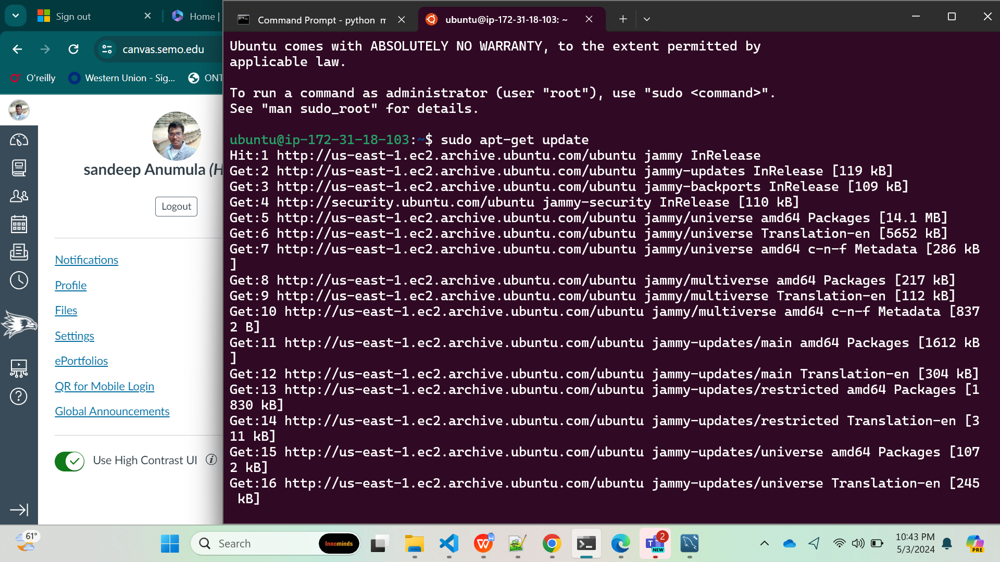 Sign out
Home |
Command Prompt - python m
ubuntu@ip-172-31-18-103: ~
canvas.semo.edu
O'reilly
Western Union - Sig...
ONT
sandeep Anumula (H
Logout
Notifications
Profile
Files
Settings
ePortfolios
QR for Mobile Login
Global Announcements
Use High Contrast UI
Ubuntu comes with ABSOLUTELY NO WARRANTY, to the extent permitted by
applicable law.
To run a command as administrator (user "root"), use "sudo <command>".
See "man sudo_root" for details.
ubuntu@ip-172-31-18-103:~$ sudo apt-get update
Hit:1 http://us-east-1.ec2.archive.ubuntu.com/ubuntu jammy InRelease
Get:2 http://us-east-1.ec2.archive.ubuntu.com/ubuntu jammy-updates InRelease [119 kB]
Get:3 http://us-east-1.ec2.archive.ubuntu.com/ubuntu jammy-backports InRelease [109 kB]
Get:4 http://security.ubuntu.com/ubuntu jammy-security InRelease [110 kB]
Get:5 http://us-east-1.ec2.archive.ubuntu.com/ubuntu jammy/universe amd64 Packages [14.1 MB]
Get:6 http://us-east-1.ec2.archive.ubuntu.com/ubuntu jammy/universe Translation-en [5652 kB]
Get:7 http://us-east-1.ec2.archive.ubuntu.com/ubuntu jammy/universe amd64 c-n-f Metadata [286 kB
]
Get:8 http://us-east-1.ec2.archive.ubuntu.com/ubuntu jammy/multiverse amd64 Packages [217 kB]
Get:9 http://us-east-1.ec2.archive.ubuntu.com/ubuntu jammy/multiverse Translation-en [112 kB]
Get:10 http://us-east-1.ec2.archive.ubuntu.com/ubuntu jammy/multiverse amd64 c-n-f Metadata [837
2 B]
Get:11 http://us-east-1.ec2.archive.ubuntu.com/ubuntu jammy-updates/main amd64 Packages [1612 kB
]
Get:12 http://us-east-1.ec2.archive.ubuntu.com/ubuntu jammy-updates/main Translation-en [304 kB]
Get:13 http://us-east-1.ec2.archive.ubuntu.com/ubuntu jammy-updates/restricted amd64 Packages [1
830 kB]
Get:14 http://us-east-1.ec2.archive.ubuntu.com/ubuntu jammy-updates/restricted Translation-en [3
11 kB]
Get:15 http://us-east-1.ec2.archive.ubuntu.com/ubuntu jammy-updates/universe amd64 Packages [107
2 kB]
Get:16 http://us-east-1.ec2.archive.ubuntu.com/ubuntu jammy-updates/universe Translation-en [245
 kB]
61°
Search
Innominds
W
T
2
NEW
10:43 PM
5/3/2024
PRE